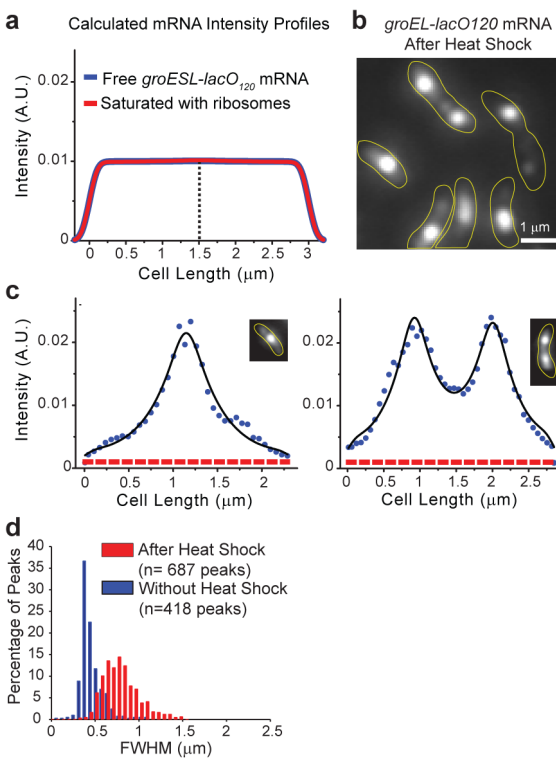 a Calculated mRNA Intensity Profiles
Free groESL-lacO120 mRNA
Saturated with ribosomes
Intensity (A.U.)
0.02
0.01
0
0 0.5 1 1.5 2 2.5 3
Cell Length (μm)
b groEL-lacO120 mRNA
After Heat Shock
1 μm
c
Intensity (A.U.)
0.02
0.01
0
0 0.5 1 1.5 2
Cell Length (μm)
0.02
0.01
0
0 0.5 1 1.5 2 2.5
Cell Length (μm)
d
After Heat Shock
(n= 687 peaks)
Without Heat Shock
(n=418 peaks)
Percentage of Peaks
40
35
30
25
20
15
10
5
0
0 0.5 1.0 1.5 2 2.5
FWHM (μm)